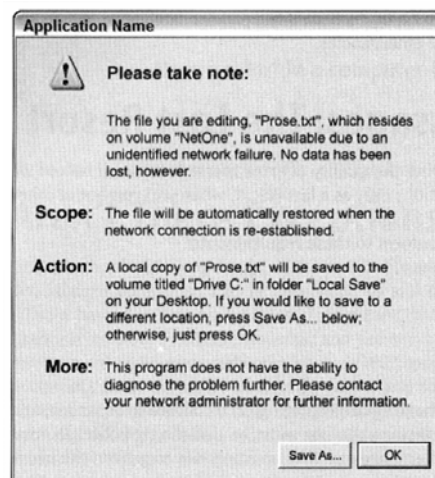 Application Name
Please take note:
The file you are editing, "Prose.txt", which resides
on volume "NetOne", is unavailable due to an
unidentified network failure. No data has been
lost, however.
Scope: The file will be automatically restored when the
network connection is re-established.
Action: A local copy of "Prose.txt" will be saved to the
volume titled "Drive C:" in folder "Local Save"
on your Desktop. If you would like to save to a
different location, press Save As... below;
otherwise, just press OK.
More: This program does not have the ability to
diagnose the problem further. Please contact
your network administrator for further information.
Save As... OK